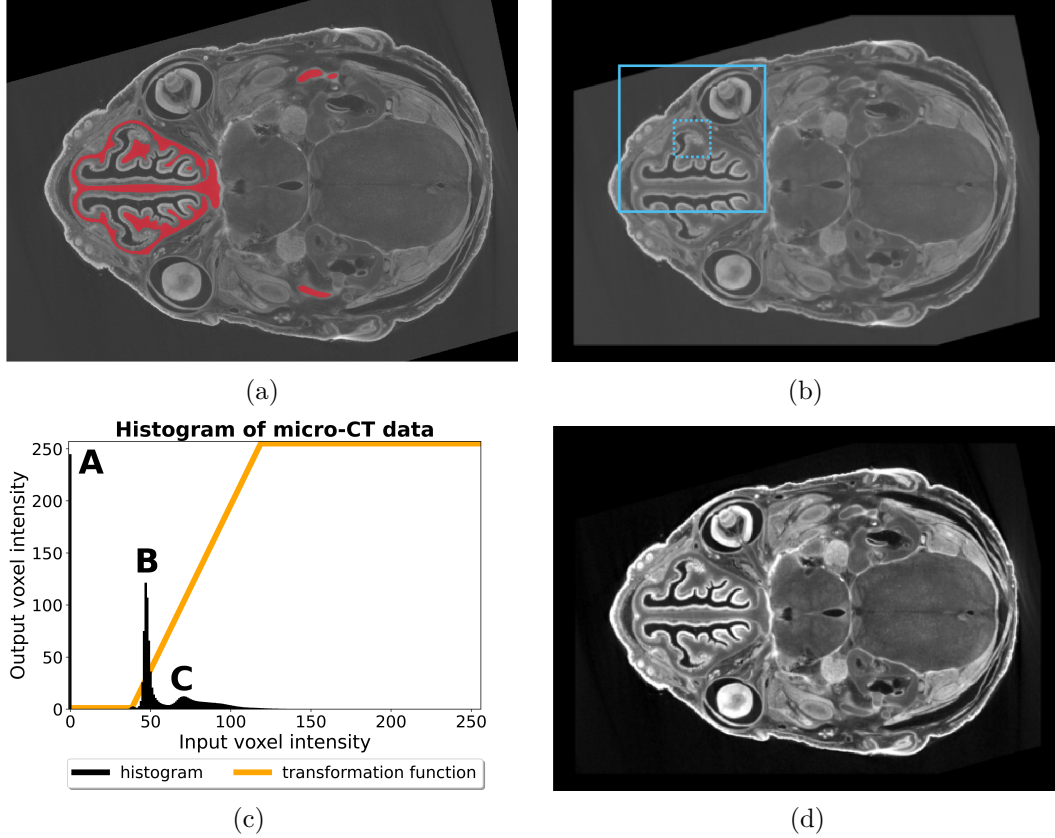 (a)
(b)
Histogram of micro-CT data
A
B
C
250
200
150
100
50
0
Output voxel intensity
0 50 100 150 200 250
Input voxel intensity
histogram transformation function
(c)
(d)